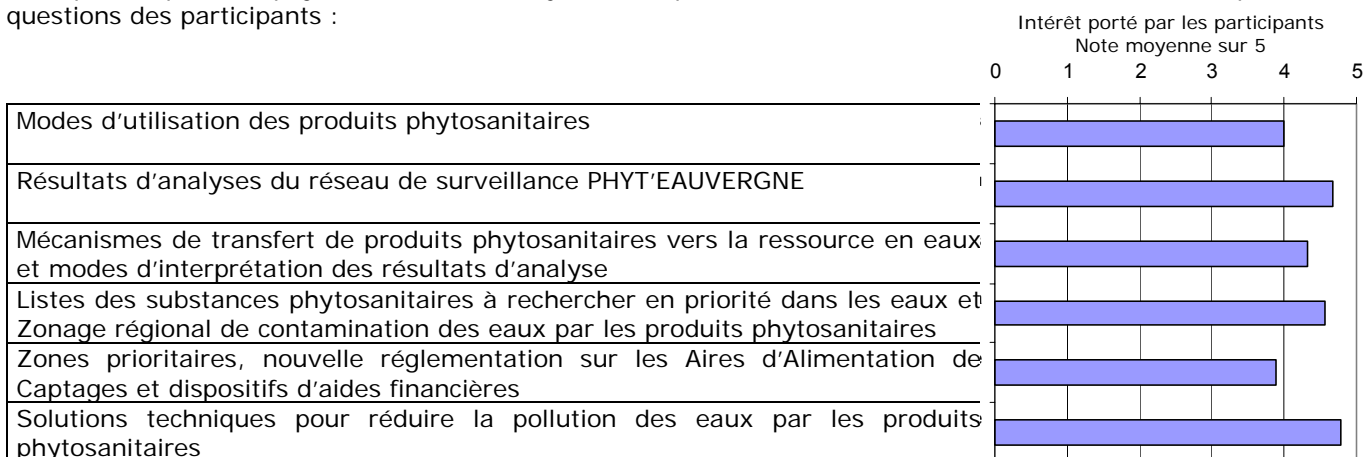 questions des participants :
Intérêt porté par les participants
Note moyenne sur 5
0 1 2 3 4 5
Modes d'utilisation des produits phytosanitaires
Résultats d'analyses du réseau de surveillance PHYT'EAUVERGNE
Mécanismes de transfert de produits phytosanitaires vers la ressource en eaux
et modes d'interprétation des résultats d'analyse
Listes des substances phytosanitaires à rechercher en priorité dans les eaux et
Zonage régional de contamination des eaux par les produits phytosanitaires
Zones prioritaires, nouvelle réglementation sur les Aires d'Alimentation de
Captages et dispositifs d'aides financières
Solutions techniques pour réduire la pollution des eaux par les produits
phytosanitaires